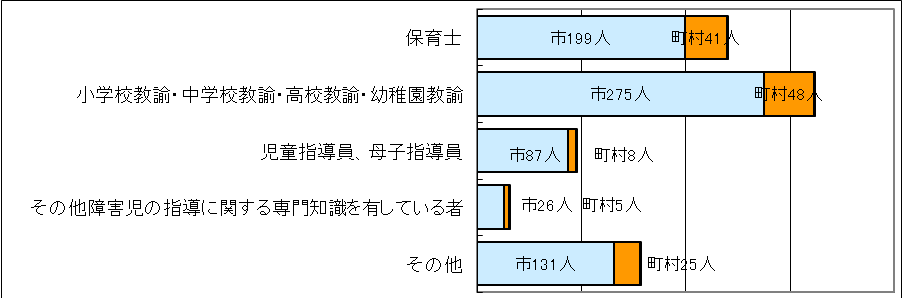 保育士 市199人 町村41人
小学校教諭・中学校教諭・高校教諭・幼稚園教諭 市275人 町村48人
児童指導員、母子指導員 市87人 町村8人
その他障害児の指導に関する専門知識を有している者 市26人 町村5人
その他 市131人 町村25人